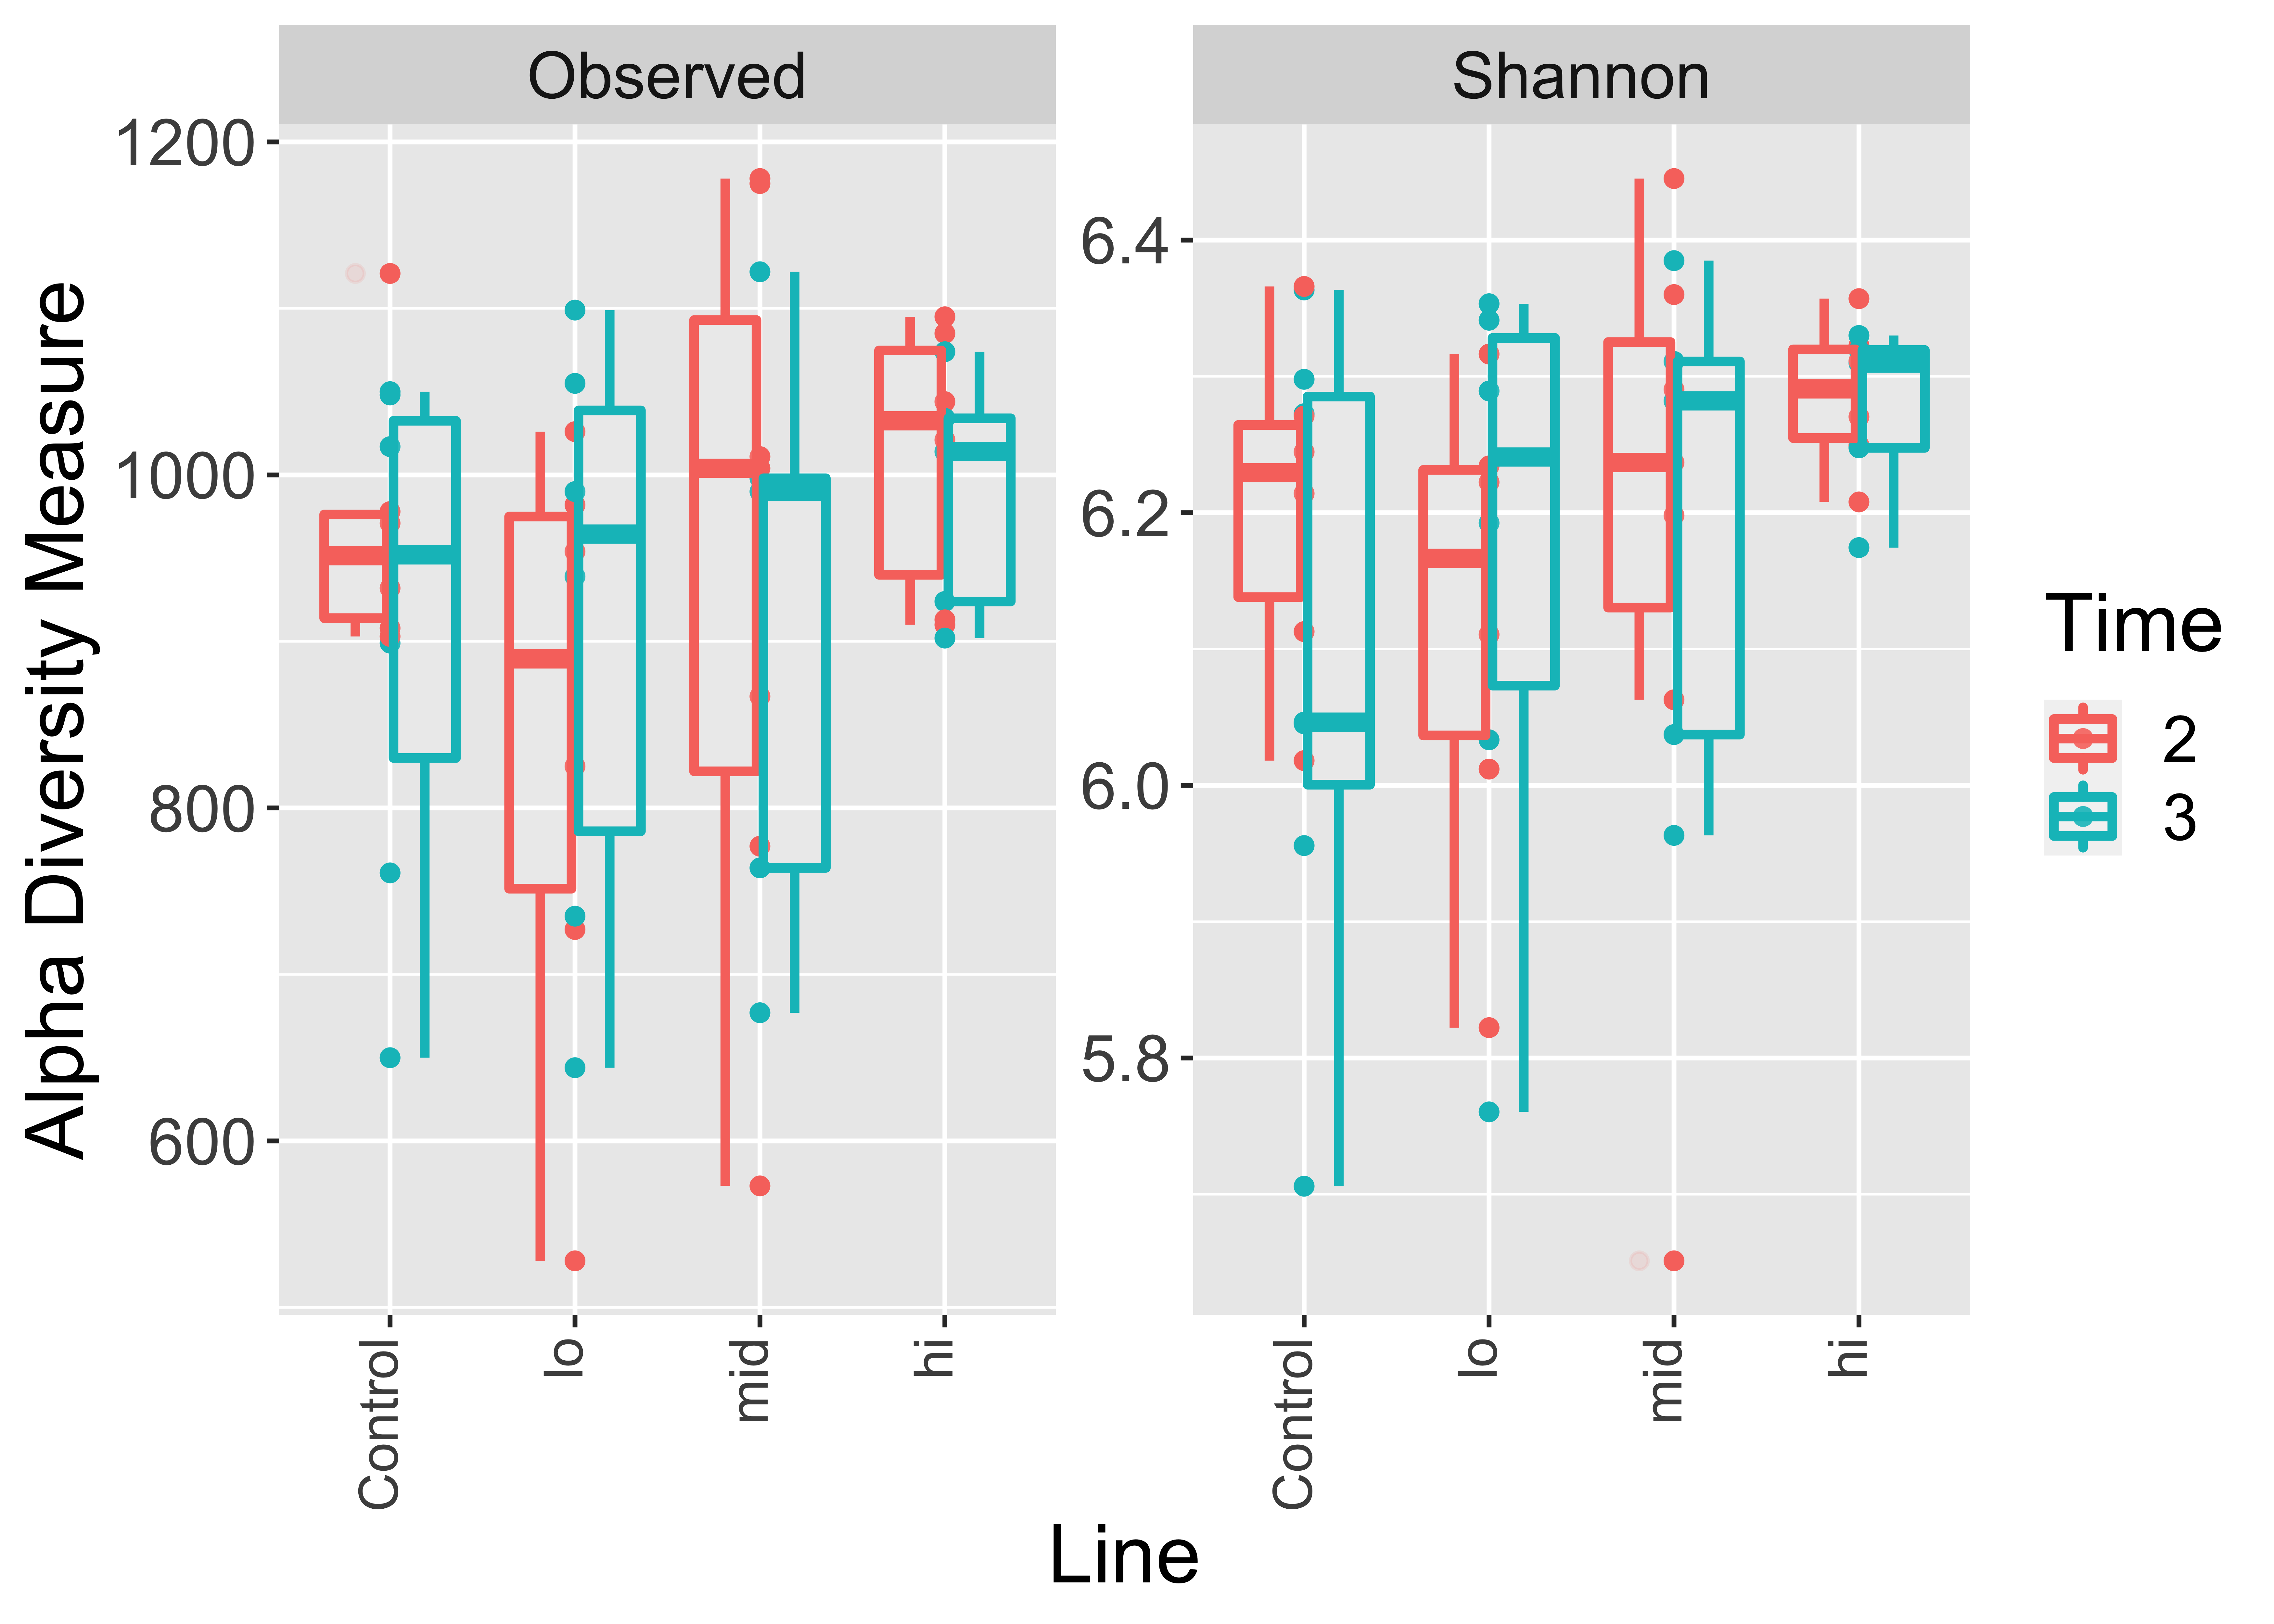 Observed
Shannon
Alpha Diversity Measure
1200
1000
800
600
6.4
6.2
6.0
5.8
Control
lo
mid
hi
Control
lo
mid
hi
Line
Time
2
3